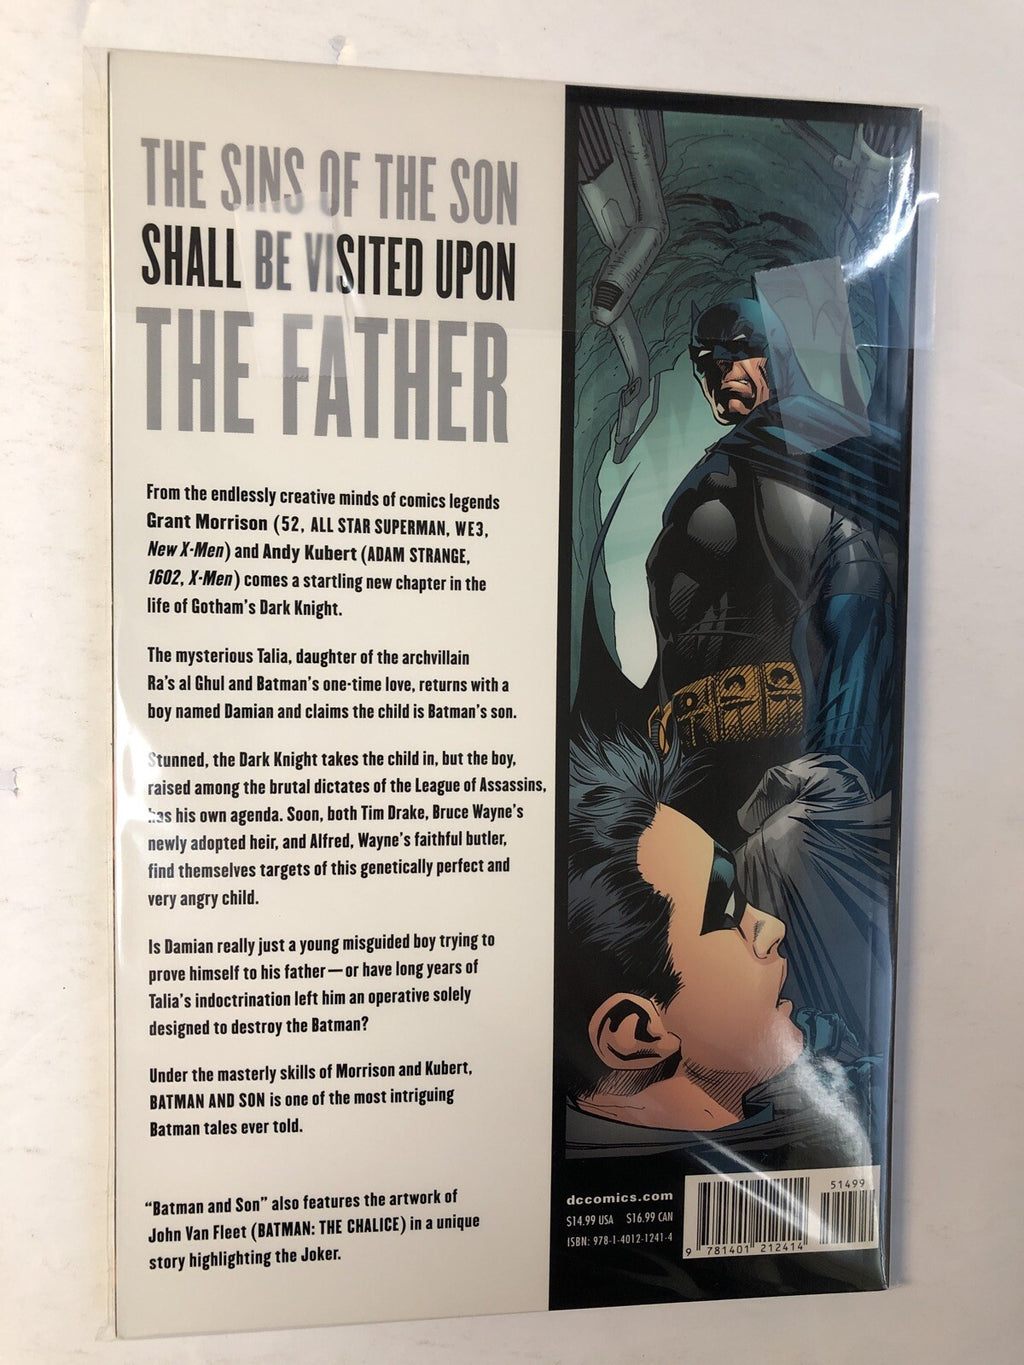 THE SINS OF THE SON
SHALL BE VISITED UPON
THE FATHER
From the endlessly creative minds of comics legends
Grant Morrison (52, ALL STAR SUPERMAN, WE3,
New X-Men) and Andy Kubert (ADAM STRANGE,
1602, X-Men) comes a startling new chapter in the
life of Gotham's Dark Knight.
The mysterious Talia, daughter of the archvillain
Ra's al Ghul and Batman's one-time love, returns with a
boy named Damian and claims the child is Batman's son.
Stunned, the Dark Knight takes the child in, but the boy,
raised among the brutal dictates of the League of Assassins,
has his own agenda. Soon, both Tim Drake, Bruce Wayne's
newly adopted heir, and Alfred, Wayne's faithful butler,
find themselves targets of this genetically perfect and
very angry child.
Is Damian really just a young misguided boy trying to
prove himself to his father—or have long years of
Talia's indoctrination left him an operative solely
designed to destroy the Batman?
Under the masterly skills of Morrison and Kubert,
BATMAN AND SON is one of the most intriguing
Batman tales ever told.
"Batman and Son" also features the artwork of
John Van Fleet (BATMAN: THE CHALICE) in a unique
story highlighting the Joker.
dccomics.com
$14.99 USA $16.99 CAN
ISBN: 978-1-4012-1241-4
51499
9 781401 212414